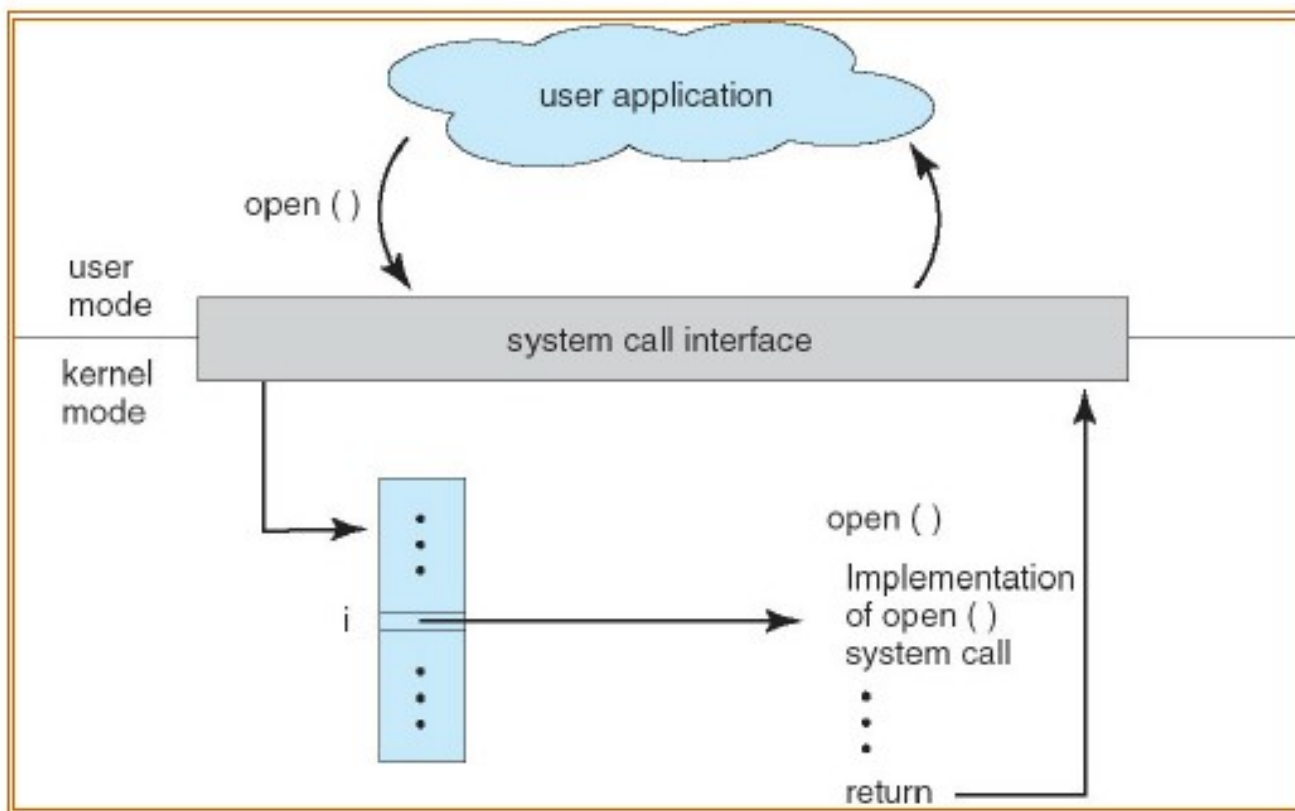 user application
open ( )
user
mode
system call interface
kernel
mode
open ( )
Implementation
i
of open ( )
system call
return